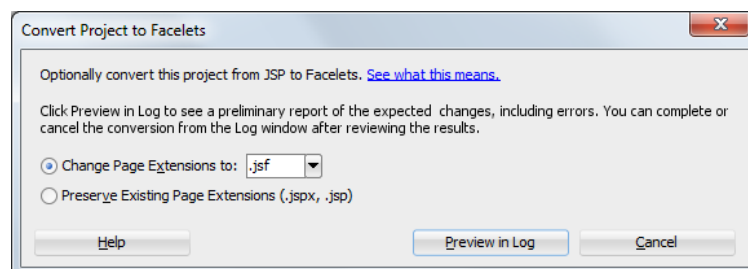 Convert Project to Facelets
Optionally convert this project from JSP to Facelets. See what this means.
Click Preview in Log to see a preliminary report of the expected changes, including errors. You can complete or
cancel the conversion from the Log window after reviewing the results.
Change Page Extensions to: .jsf
Preserve Existing Page Extensions (.jspx, .jsp)
Help Preview in Log Cancel